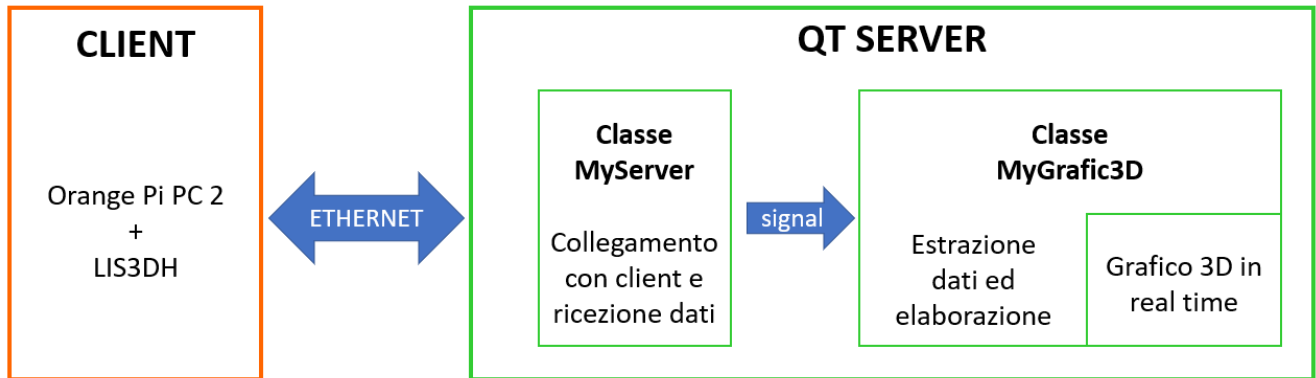 CLIENT
Orange Pi PC 2
+
LIS3DH
ETHERNET
QT SERVER
Classe
MyServer
Collegamento
con client e
ricezione dati
signal
Classe
MyGrafic3D
Estrazione
dati ed
elaborazione
Grafico 3D in
real time